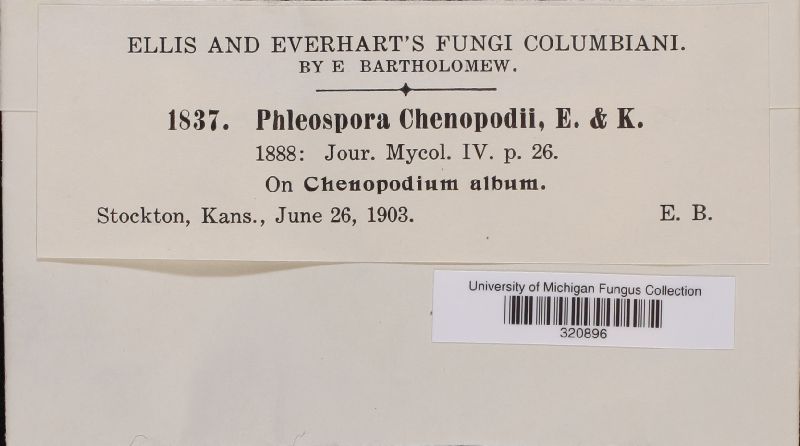 ELLIS AND EVERHART'S FUNGI COLUMBIANI.
BY E BARTHOLOMEW.
1837. Phleospora Chenopodii, E. & K.
1888: Jour. Mycol. IV. p. 26.
On Chenopodium album.
Stockton, Kans., June 26, 1903. E. B.
University of Michigan Fungus Collection
320896